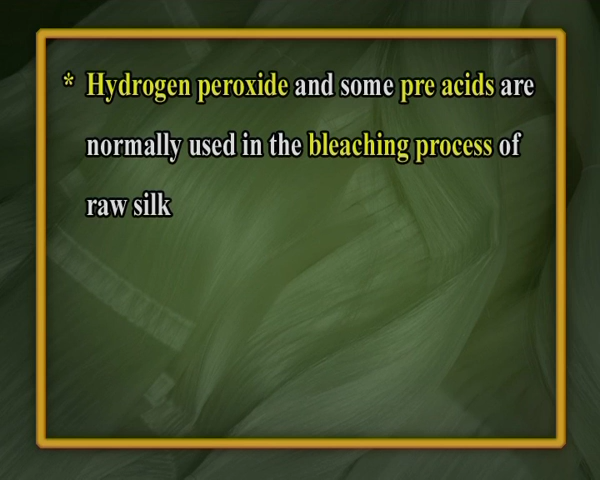 * Hydrogen peroxide and some pre acids are
normally used in the bleaching process of
raw silk